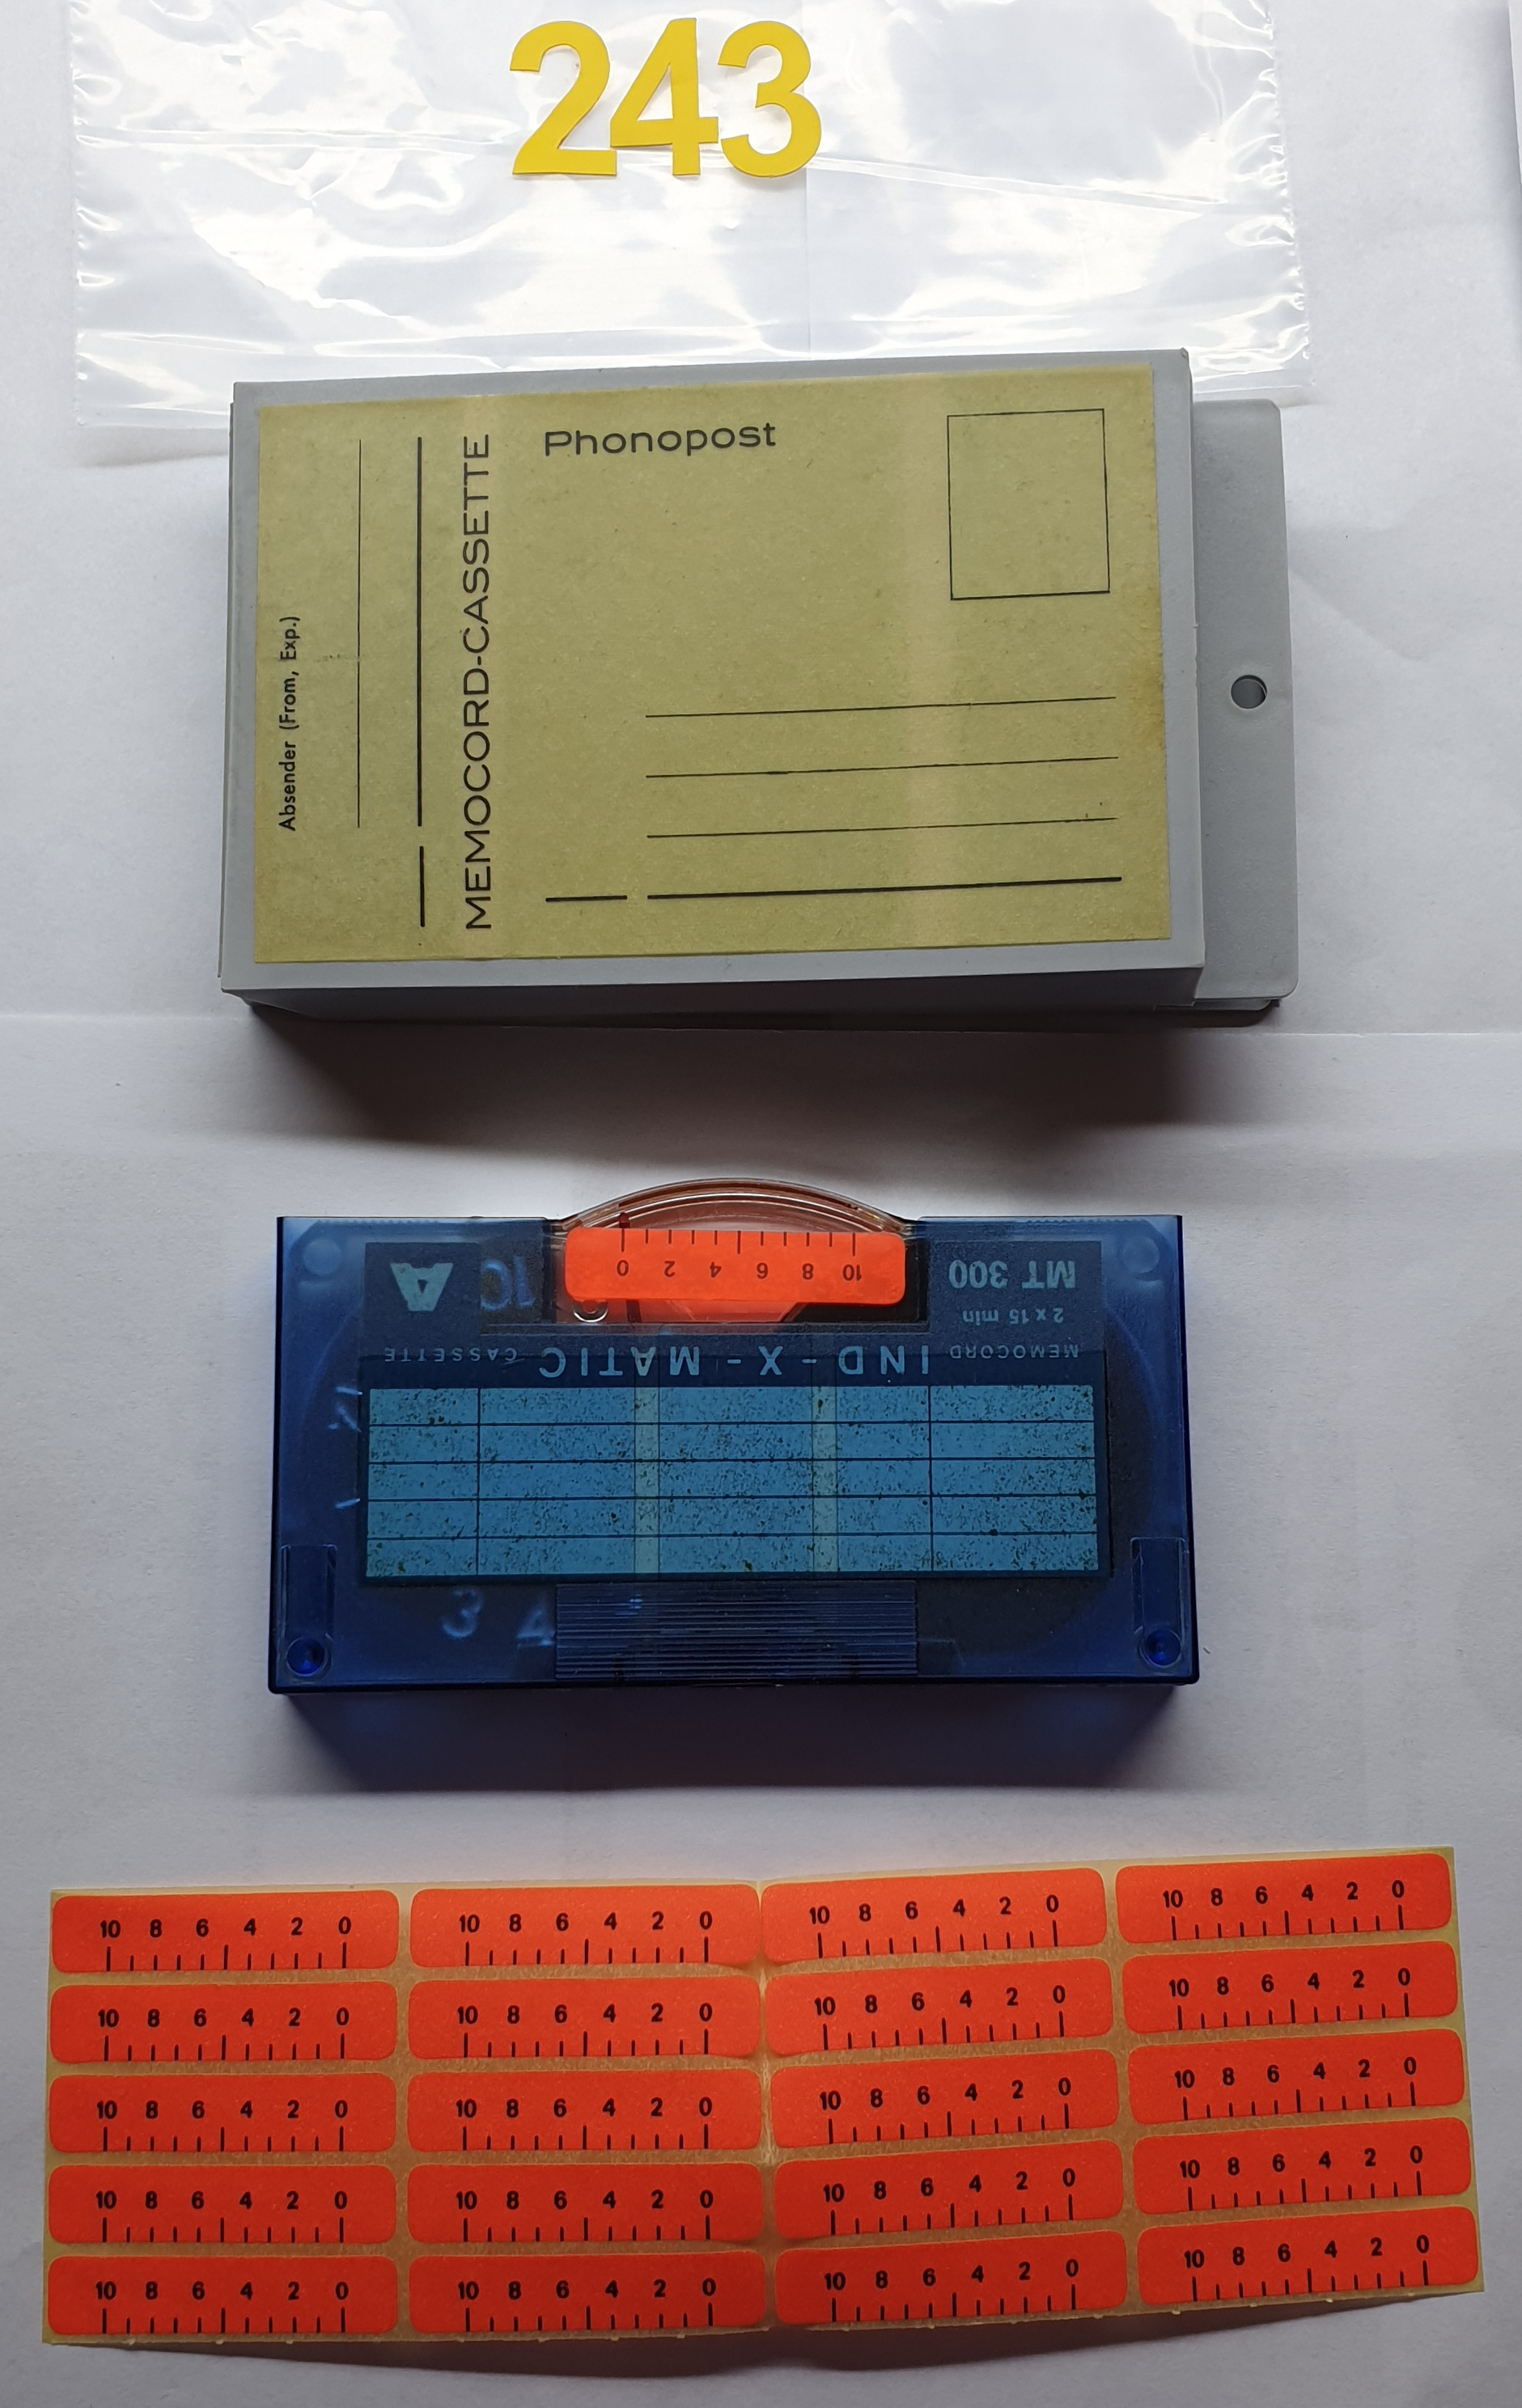 243
Phonopost
MEMOCORD-CASSETTE
Absender (From, Exp.)
0 2 4 6 8 10
A
MT 300
2 x 15 min
MEMOCORD IND-X-MATIC CASSETTE
3 4
10 8 6 4 2 0 10 8 6 4 2 0 10 8 6 4 2 0 10 8 6 4 2 0
10 8 6 4 2 0 10 8 6 4 2 0 10 8 6 4 2 0 10 8 6 4 2 0
10 8 6 4 2 0 10 8 6 4 2 0 10 8 6 4 2 0 10 8 6 4 2 0
10 8 6 4 2 0 10 8 6 4 2 0 10 8 6 4 2 0 10 8 6 4 2 0
10 8 6 4 2 0 10 8 6 4 2 0 10 8 6 4 2 0 10 8 6 4 2 0